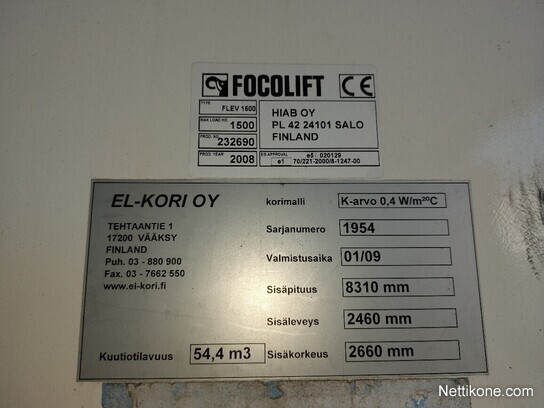 FOCOLIFT CE
TYPE FLEV 1500
MAX LOAD KG. 1500
PROD. NO. 232690
PROD. YEAR 2008
HIAB OY
PL 42 24101 SALO
FINLAND
EG APPROVAL e5 020129
e1 70/221-2000/8-1247-00
EL-KORI OY
TEHTAANTIE 1
17200 VÄÄKSY
FINLAND
Puh. 03 - 880 900
Fax. 03 - 7662 550
www.el-kori.fi
Kuutiotilavuus 54,4 m3
korimalli K-arvo 0,4 W/m²⁰C
Sarjanumero 1954
Valmistusaika 01/09
Sisäpituus 8310 mm
Sisäleveys 2460 mm
Sisäkorkeus 2660 mm
Nettikone.com